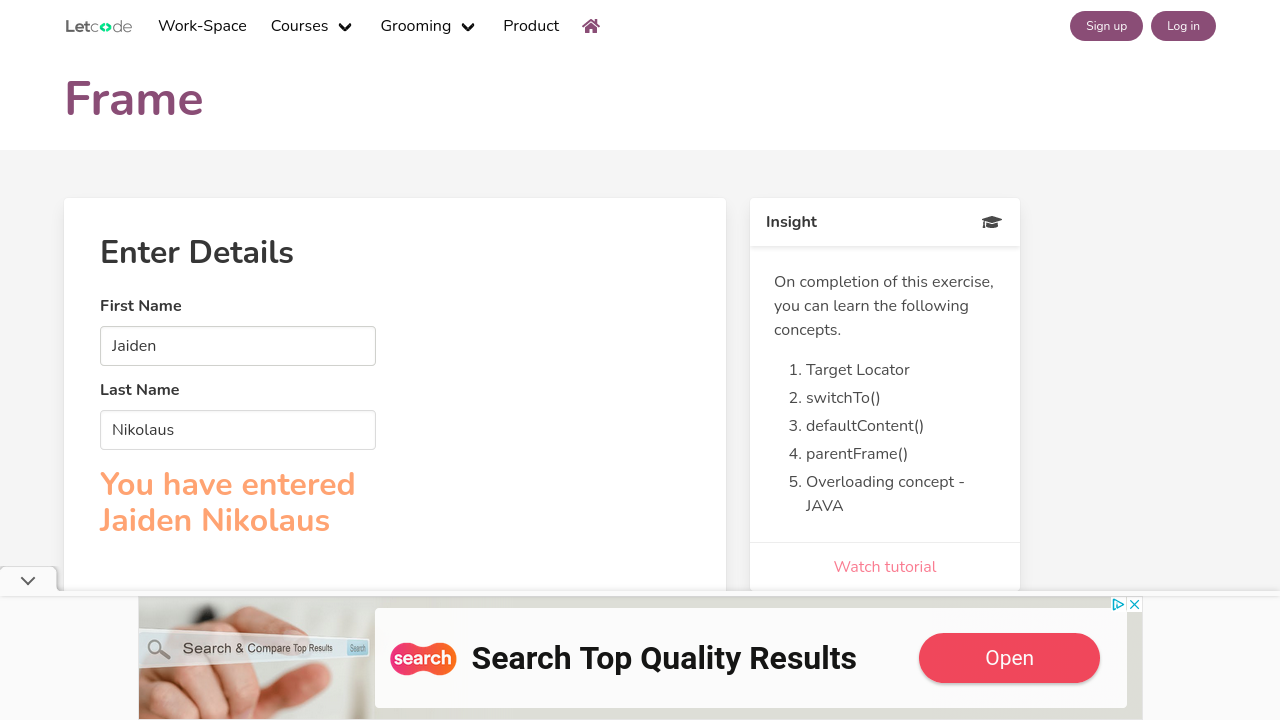 Letcode Work-Space Courses Grooming Product Sign up Log in
Frame
Enter Details
First Name
Jaiden
Last Name
Nikolaus
You have entered
Jaiden Nikolaus
Insight
On completion of this exercise,
you can learn the following
concepts.
1. Target Locator
2. switchTo()
3. defaultContent()
4. parentFrame()
5. Overloading concept -
JAVA
Watch tutorial
Search & Compare Top Results Search
search Search Top Quality Results Open